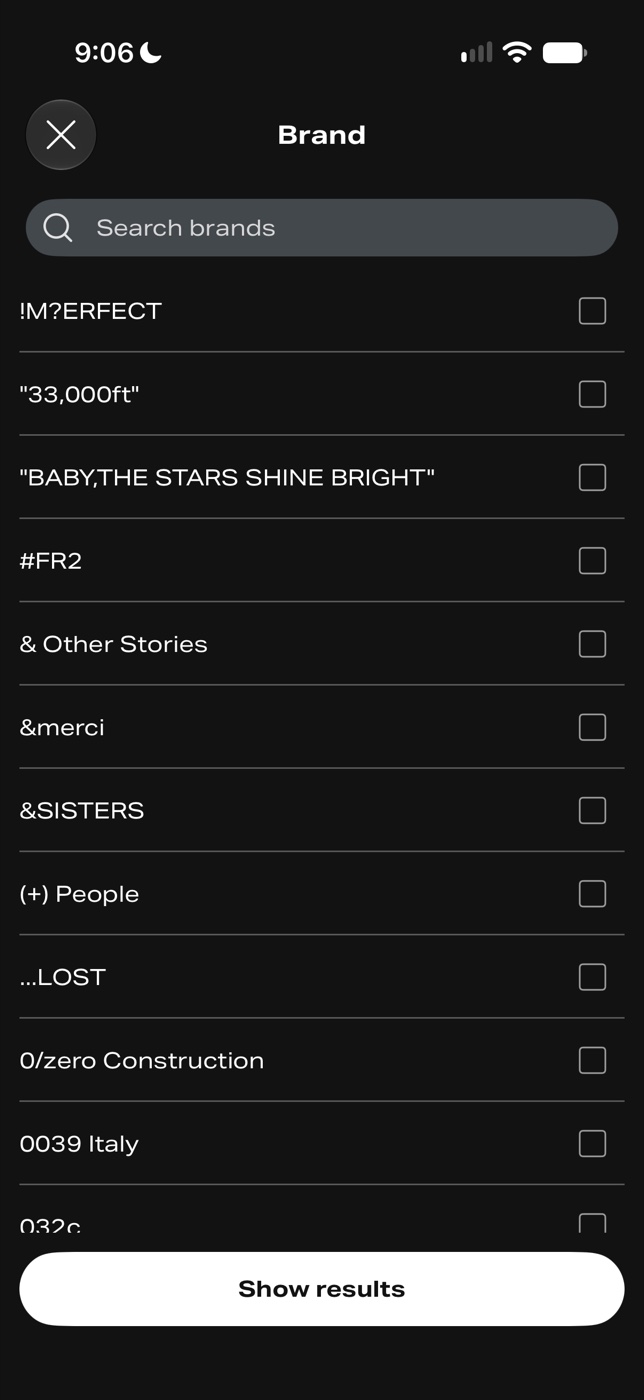 9:06
Brand
Search brands
!M?ERFECT
"33,000ft"
"BABY,THE STARS SHINE BRIGHT"
#FR2
& Other Stories
&merci
&SISTERS
(+) People
...LOST
0/zero Construction
0039 Italy
032c
Show results